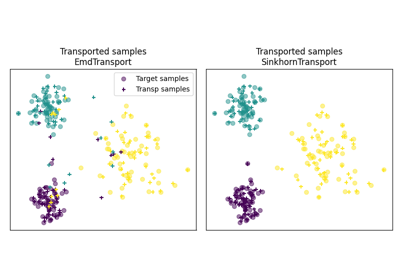 Transported samples
EmdTransport
Target samples
Transp samples
Transported samples
SinkhornTransport